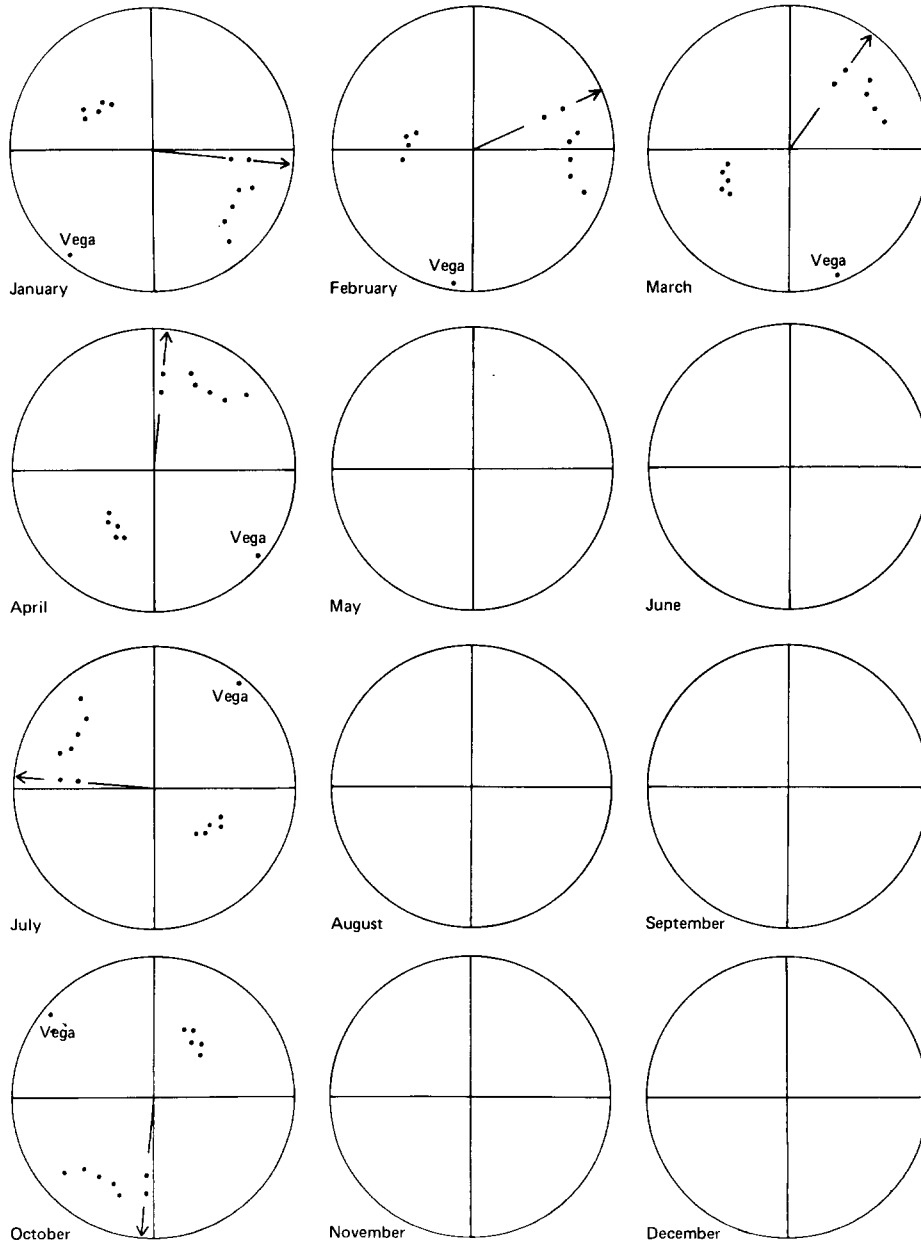 Vega
January
Vega
February
Vega
March
Vega
April
May
June
Vega
July
August
September
Vega
October
November
December